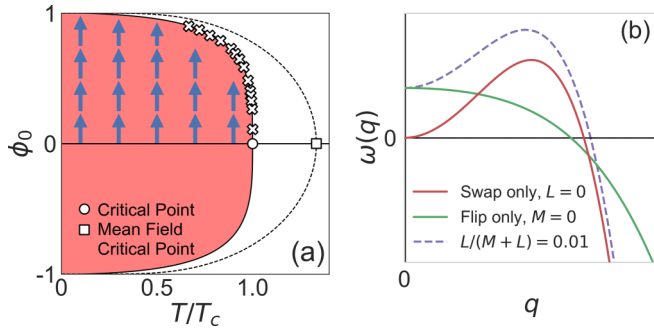 1
ϕ₀
0
-1
0
0.5
1.0
T/T_c
Critical Point
Mean Field
Critical Point
(a)
(b)
ω(q)
0
0
q
Swap only, L = 0
Flip only, M = 0
L/(M + L) = 0.01